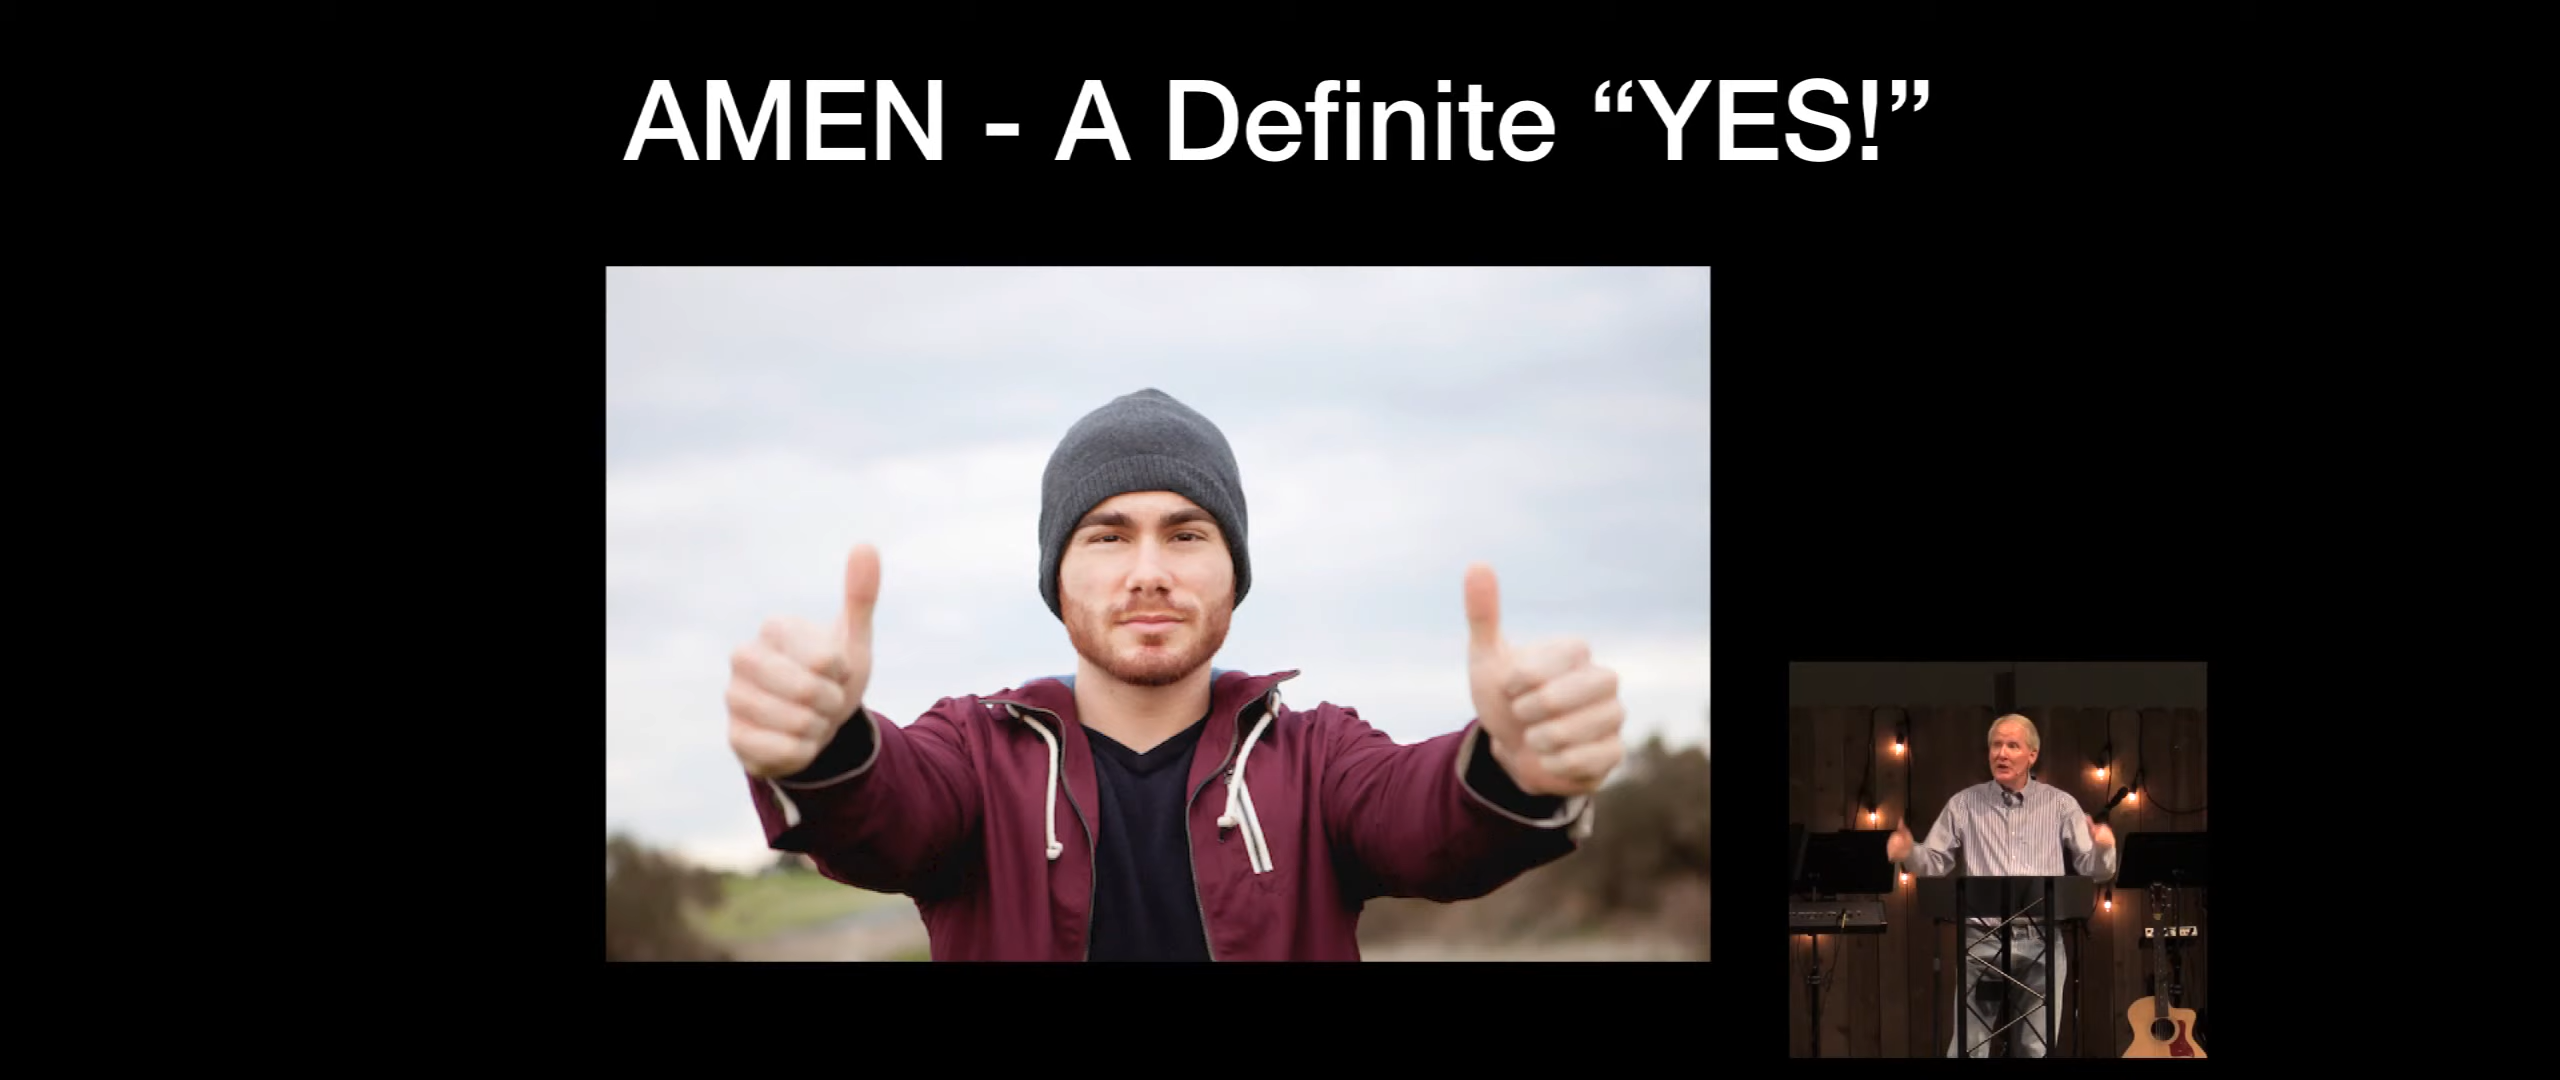 AMEN - A Definite “YES!”